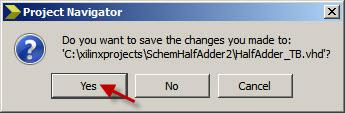 Project Navigator
Do you want to save the changes you made to:
'C:\xilinxprojects\SchemHalfAdder2\HalfAdder_TB.vhd'?
Yes No Cancel